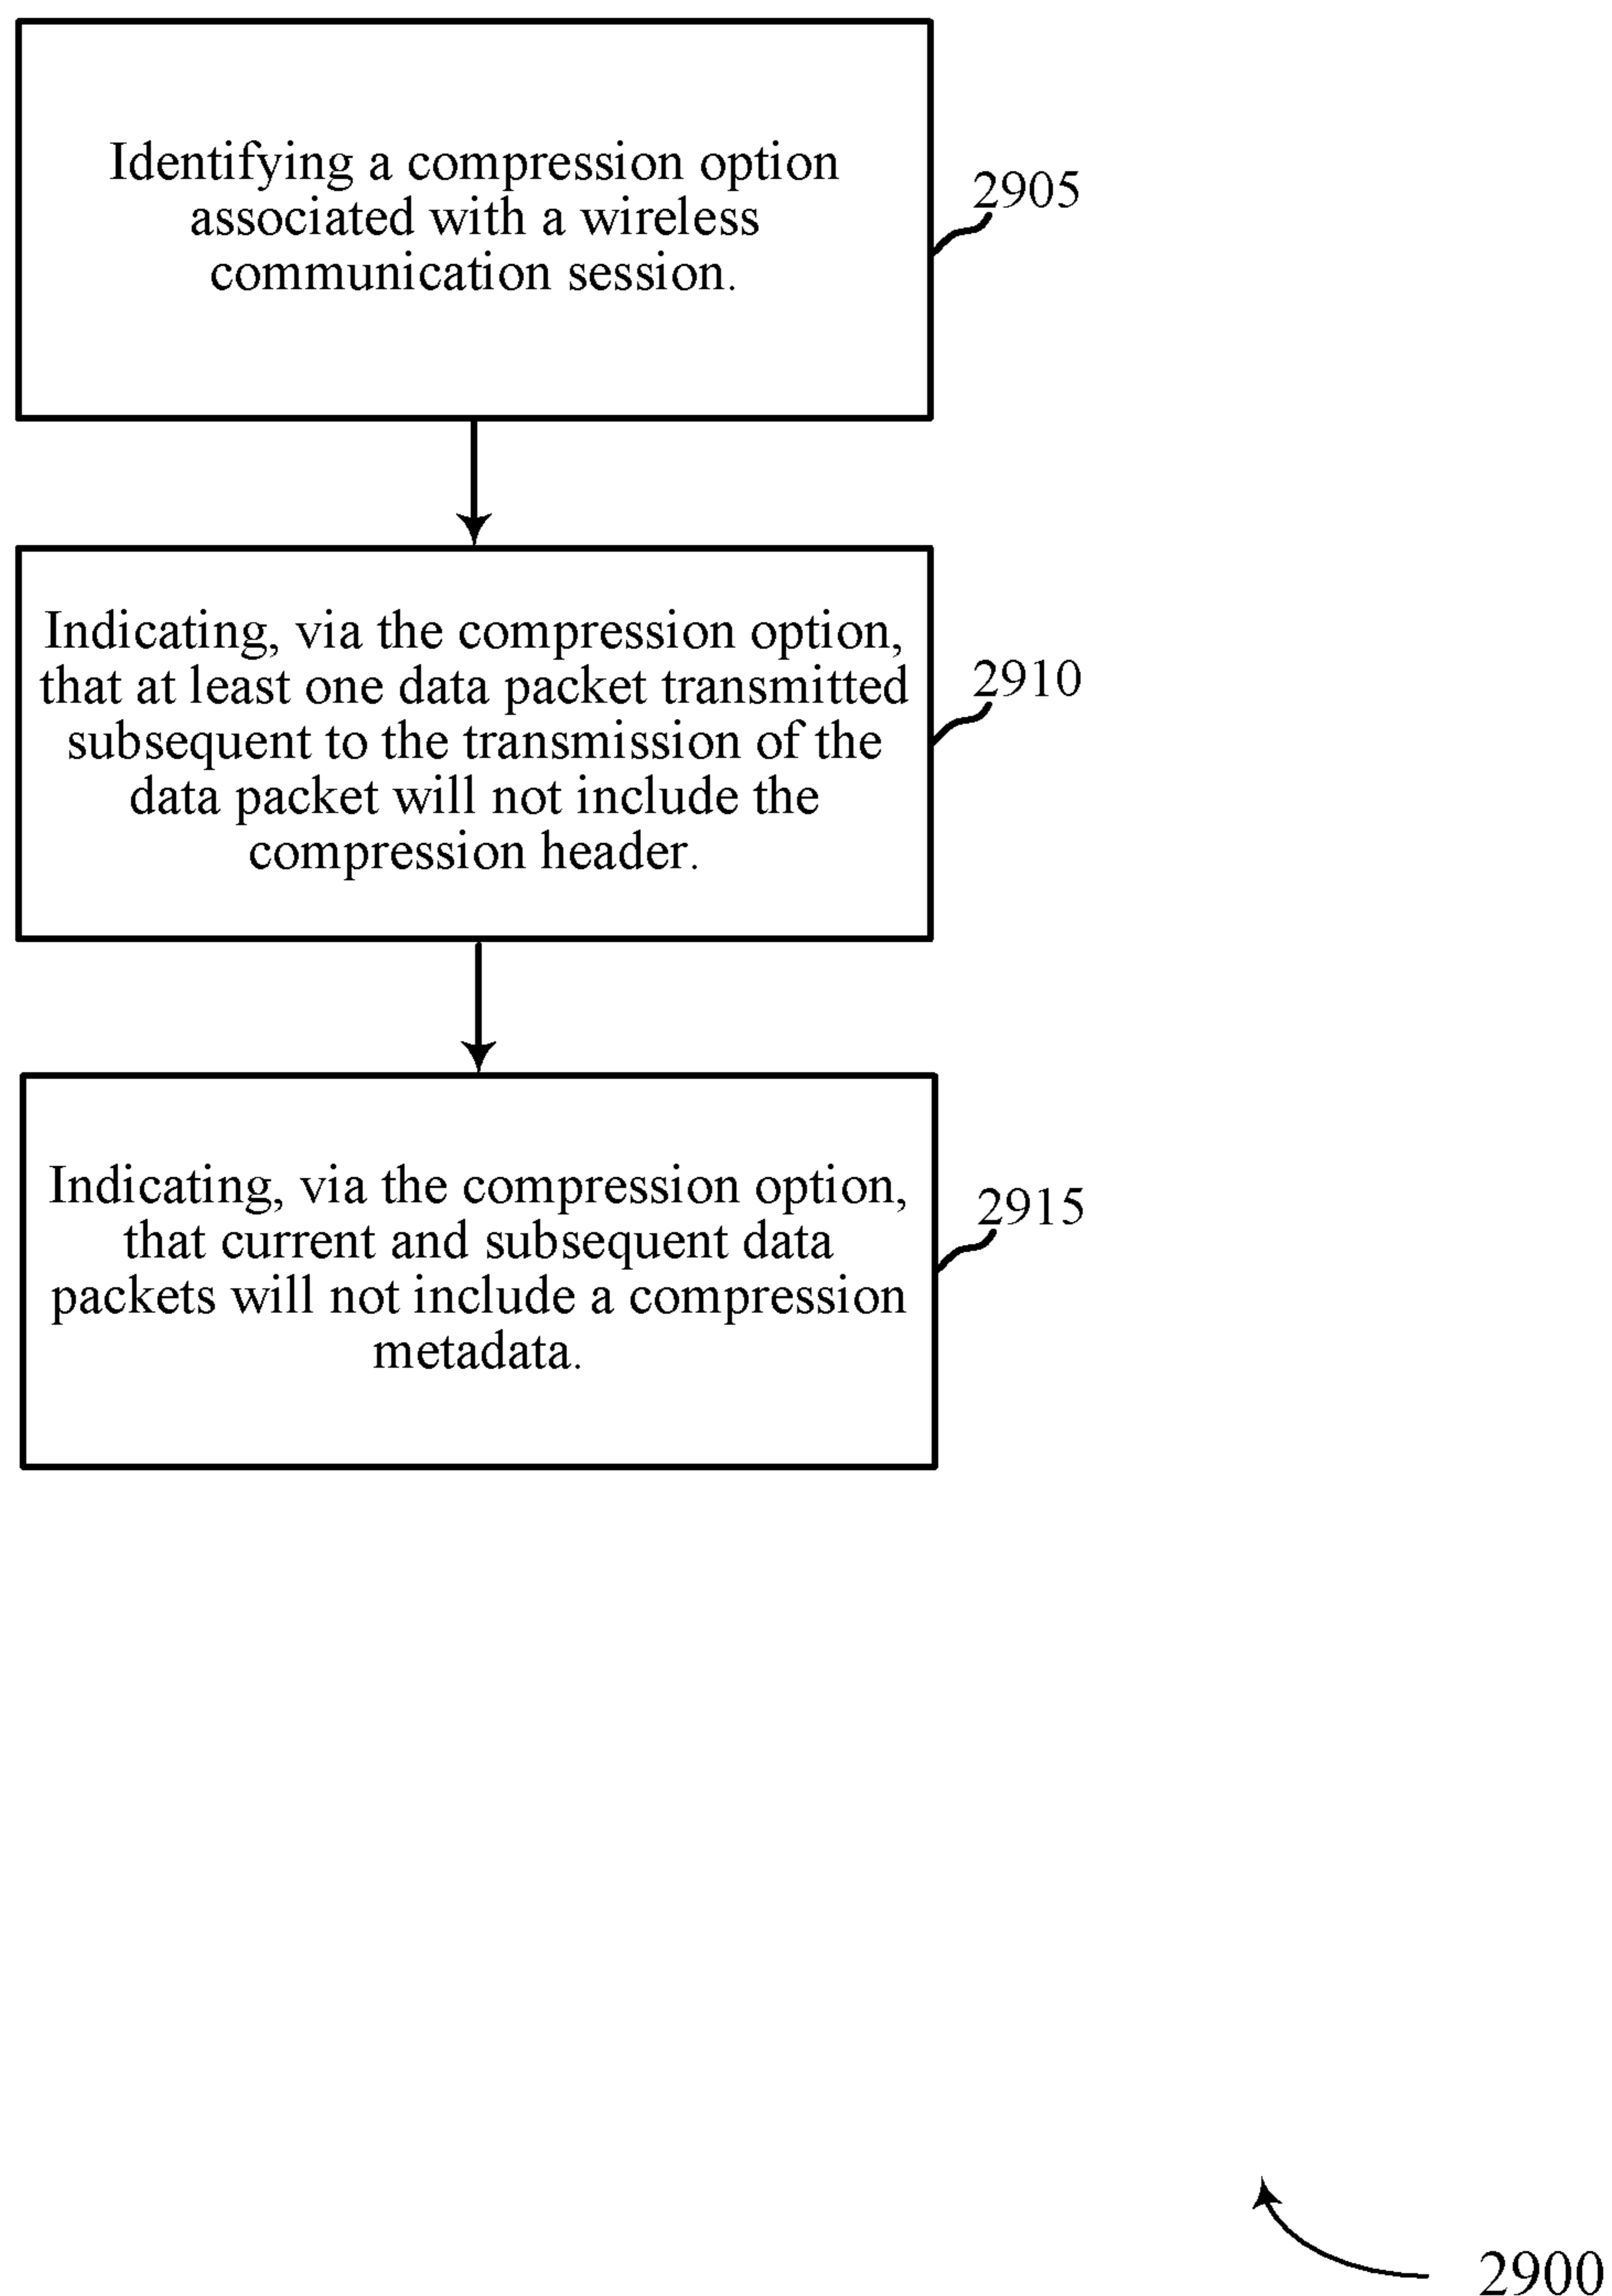 Identifying a compression option
associated with a wireless
communication session.
2905
Indicating, via the compression option,
that at least one data packet transmitted
subsequent to the transmission of the
data packet will not include the
compression header.
2910
Indicating, via the compression option,
that current and subsequent data
packets will not include a compression
metadata.
2915
2900